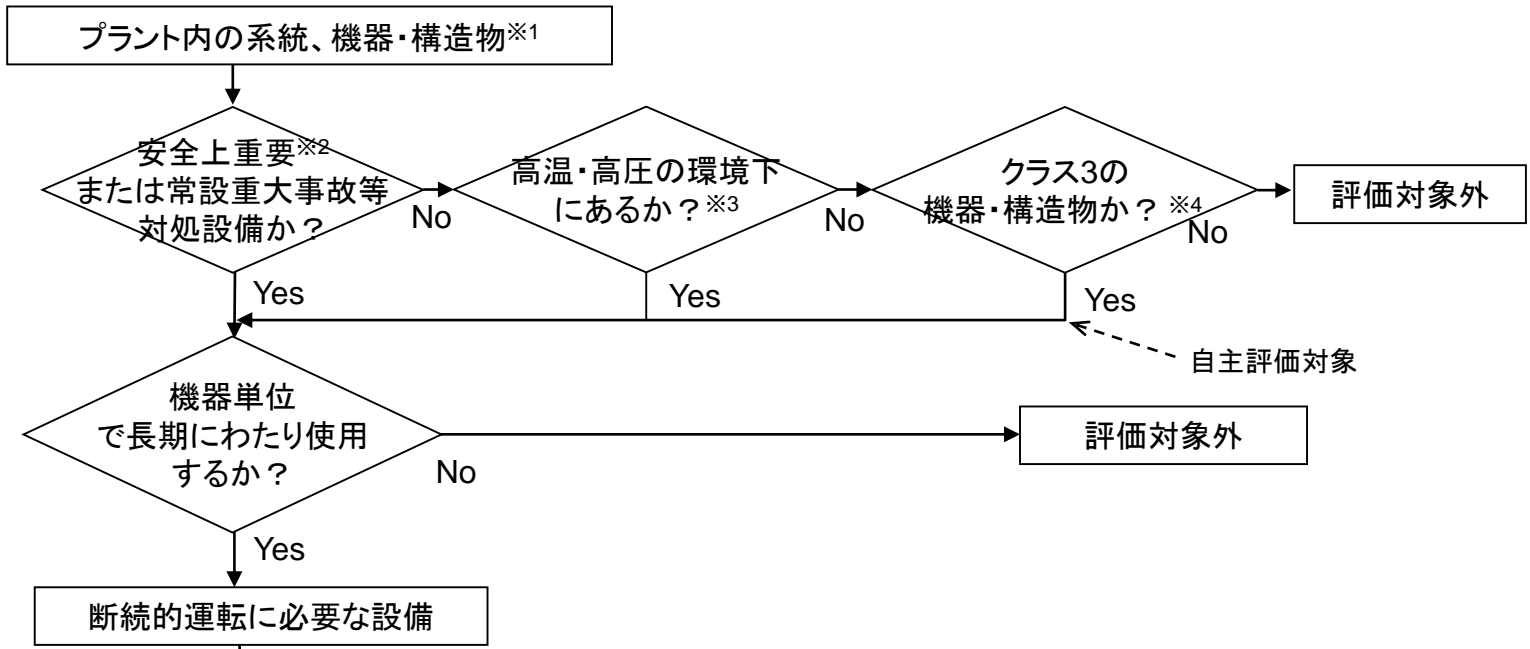 プラント内の系統、機器・構造物※1
安全上重要※2
または常設重大事故等
対処設備か？
No
高温・高圧の環境下
にあるか？※3
No
クラス3の
機器・構造物か？ ※4
No
評価対象外
Yes
Yes
Yes
自主評価対象
機器単位
で長期にわたり使用
するか？
No
評価対象外
Yes
断続的運転に必要な設備